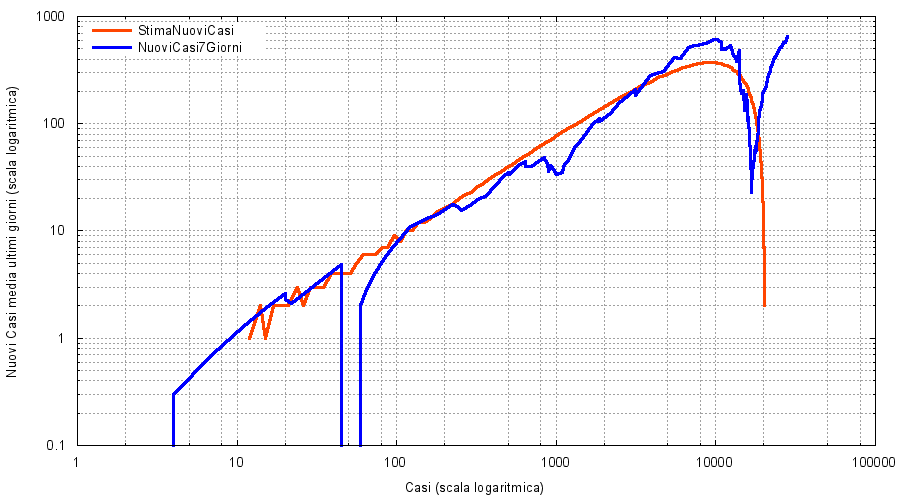 1000
StimaNuoviCasi
NuoviCasi7Giorni
100
10
1
0.1
Nuovi Casi media ultimi giorni (scala logaritmica)
1 10 100 1000 10000 100000
Casi (scala logaritmica)